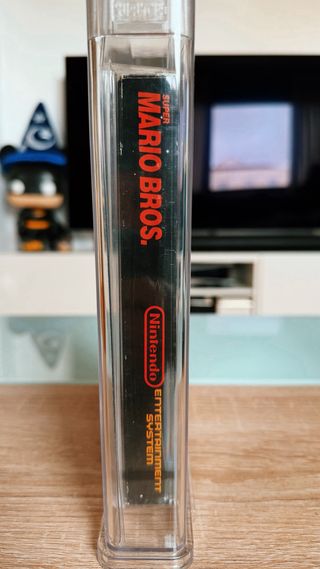 SUPER
MARIO BROS.
Nintendo
ENTERTAINMENT
SYSTEM